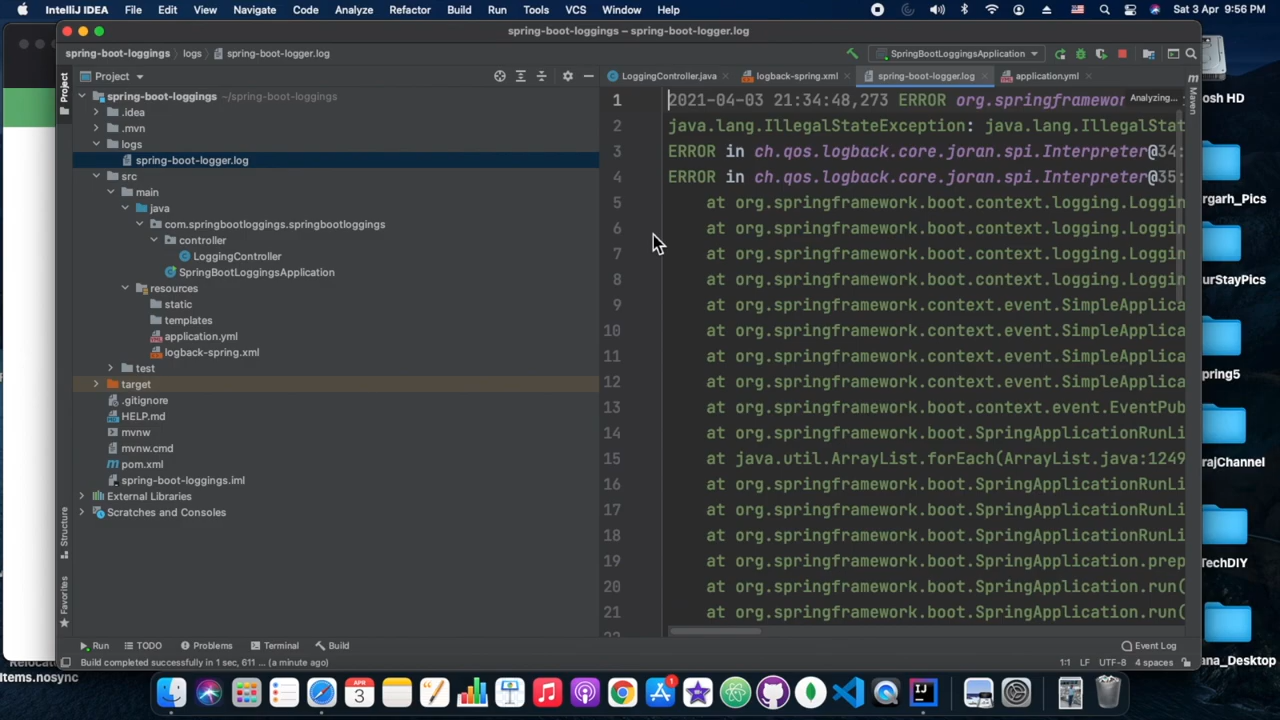 IntelliJ IDEA File Edit View Navigate Code Analyze Refactor Build Run Tools VCS Window Help Sat 3 Apr 9:56 PM
spring-boot-loggings – spring-boot-logger.log
spring-boot-loggings logs spring-boot-logger.log SpringBootLoggingsApplication
Project LoggingController.java logback-spring.xml spring-boot-logger.log application.yml
Project
Maven
Structure
Favorites
spring-boot-loggings ~/spring-boot-loggings
.idea
.mvn
logs
spring-boot-logger.log
src
main
java
com.springbootloggings.springbootloggings
controller
LoggingController
SpringBootLoggingsApplication
resources
static
templates
application.yml
logback-spring.xml
test
target
.gitignore
HELP.md
mvnw
mvnw.cmd
pom.xml
spring-boot-loggings.iml
External Libraries
Scratches and Consoles
1 2021-04-03 21:34:48,273 ERROR org.springframewor Analyzing...
2 java.lang.IllegalStateException: java.lang.IllegalStat
3 ERROR in ch.qos.logback.core.joran.spi.Interpreter@34:
4 ERROR in ch.qos.logback.core.joran.spi.Interpreter@35:
5 at org.springframework.boot.context.logging.Loggin
6 at org.springframework.boot.context.logging.Loggin
7 at org.springframework.boot.context.logging.Loggin
8 at org.springframework.boot.context.logging.Loggin
9 at org.springframework.context.event.SimpleApplica
10 at org.springframework.context.event.SimpleApplica
11 at org.springframework.context.event.SimpleApplica
12 at org.springframework.context.event.SimpleApplica
13 at org.springframework.boot.context.event.EventPub
14 at org.springframework.boot.SpringApplicationRunLi
15 at java.util.ArrayList.forEach(ArrayList.java:1249
16 at org.springframework.boot.SpringApplicationRunLi
17 at org.springframework.boot.SpringApplicationRunLi
18 at org.springframework.boot.SpringApplicationRunLi
19 at org.springframework.boot.SpringApplication.prep
20 at org.springframework.boot.SpringApplication.run(
21 at org.springframework.boot.SpringApplication.run(
Run TODO Problems Terminal Build Event Log
Build completed successfully in 1 sec, 611 ... (a minute ago) 1:1 LF UTF-8 4 spaces
osh HD
rgarh_Pics
urStayPics
pring5
rajChannel
TechDIY
ana_Desktop
Items.nosync
APR
3
1
IJ